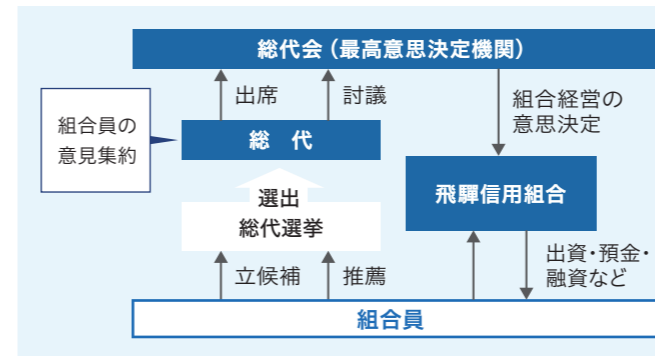 総代会（最高意思決定機関）
出席
討議
組合経営の
意思決定
組合員の
意見集約
総　代
飛驒信用組合
選出
総代選挙
立候補
推薦
出資・預金・
融資など
組合員